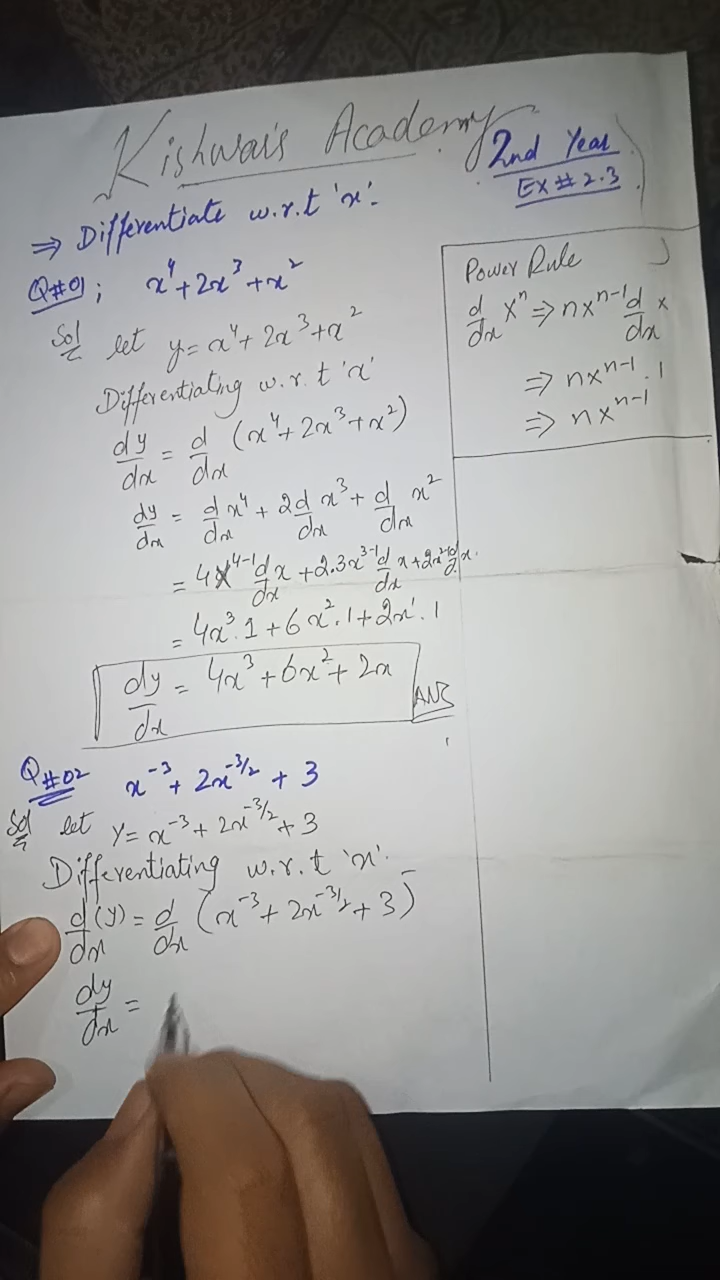 Kishwar's Academy
2nd Year
EX # 2.3
⇒ Differentiate w.r.t 'x'.
Q#01; x⁴+2x³+x²
Sol let y=x⁴+2x³+x²
Differentiating w.r.t 'x'
dy/dx = d/dx (x⁴+2x³+x²)
dy/dx = d/dx x⁴ + 2d/dx x³ + d/dx x²
= 4x⁴⁻¹ d/dx x + 2.3x³⁻¹ d/dx x + 2x²⁻¹ d/dx x.
= 4x³.1 + 6x².1 + 2x¹.1
dy/dx = 4x³+6x²+2x
ANS
Power Rule
d/dx xⁿ ⇒ nxⁿ⁻¹ d/dx x
⇒ nxⁿ⁻¹.1
⇒ nxⁿ⁻¹
Q#02 x⁻³ + 2x^(-3/2) + 3
Sol let Y= x⁻³ + 2x^(-3/2) + 3
Differentiating w.r.t 'x'.
d/dx (y) = d/dx (x⁻³ + 2x^(-3/2) + 3)
dy/dx =